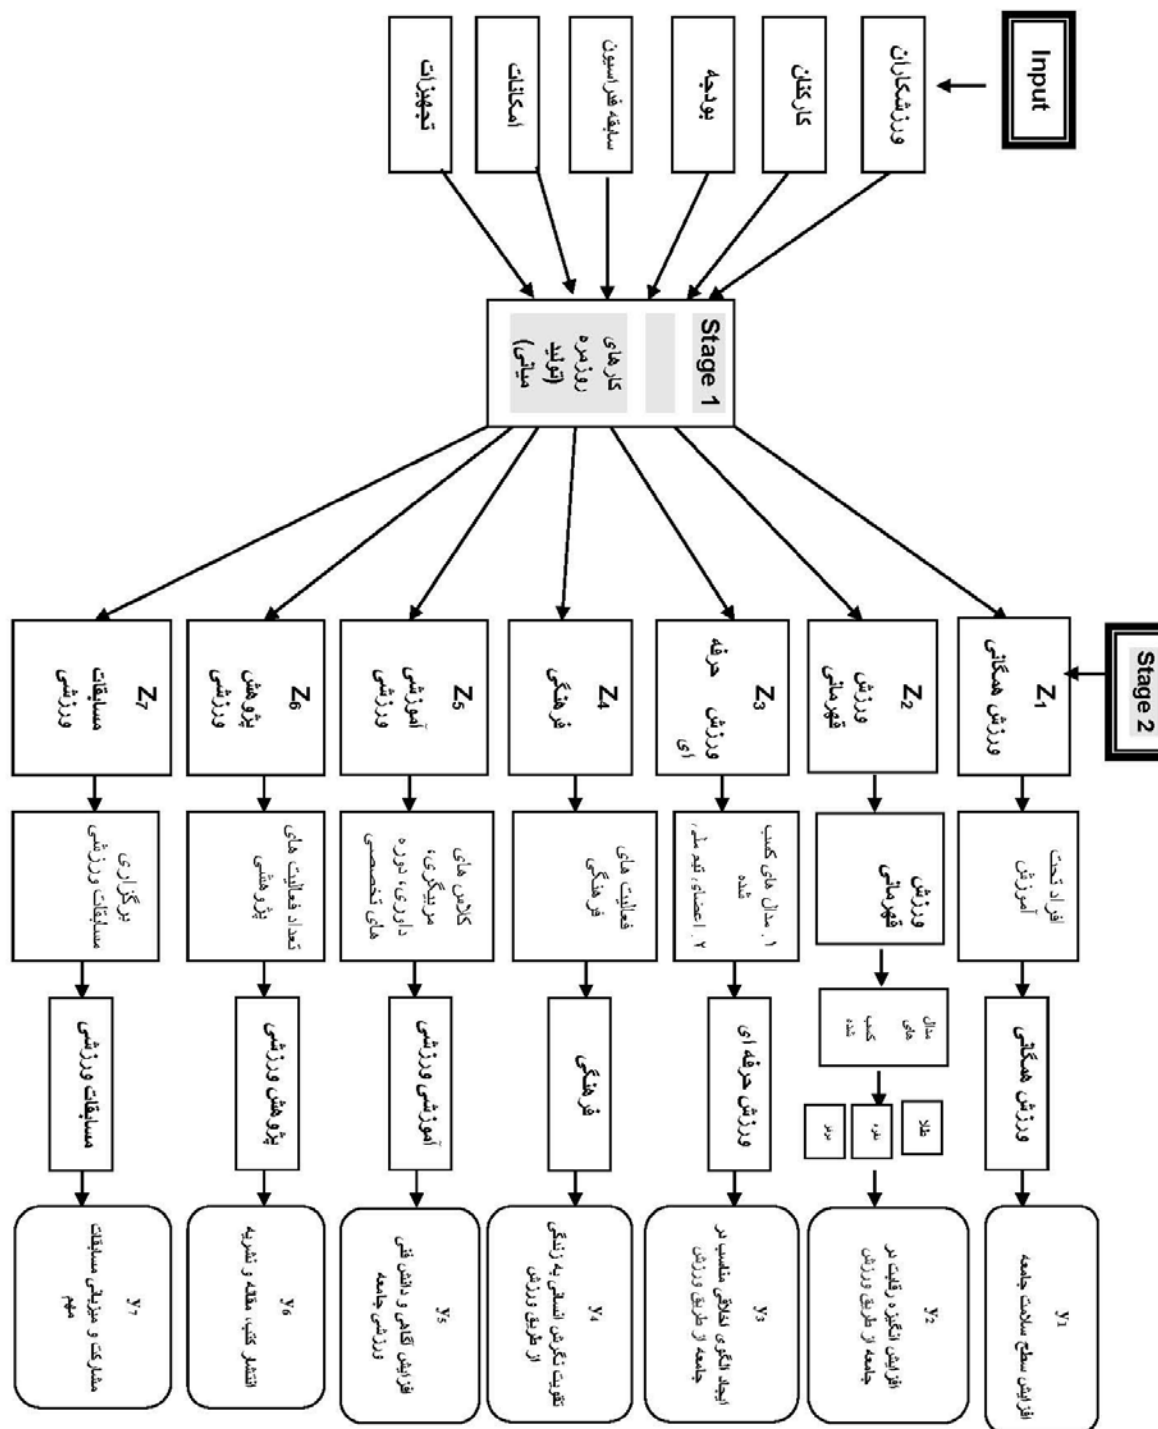 Input
ورزشکاران
کارکنان
بودجه
سابقه فدراسیون
امکانات
تجهیزات
Stage 1
کارهای
روزمره
(تولید
میانی)
Stage 2
Z1
ورزش همگانی
Z2
ورزش
قهرمانی
Z3
حرفه ورزش
ای
Z4
فرهنگی
Z5
آموزشی
ورزشی
Z6
پژوهش
ورزشی
Z7
مسابقات
ورزشی
افراد تحت
آموزش
ورزش
قهرمانی
۱. مدال های کسب
شده
۲. اعضای تیم ملی
فعالیت های
فرهنگی
کلاس های
مربیگری،
داوری، دوره
های تخصصی
تعداد فعالیت های
پژوهشی
برگزاری
مسابقات ورزشی
مدال
های
کسب
شده
طلا
نقره
برنز
ورزش همگانی
ورزش حرفه ای
فرهنگی
آموزشی ورزشی
پژوهش ورزشی
مسابقات ورزشی
y1
افزایش سطح سلامت جامعه
y2
افزایش انگیزه رقابت در
جامعه از طریق ورزش
y3
ایجاد الگوی اخلاقی مناسب در
جامعه از طریق ورزش
y4
تقویت نگرش انسانی به زندگی
از طریق ورزش
y5
افزایش آگاهی و دانش فنی
ورزشی جامعه
y6
انتشار کتب، مقاله و نشریه
y7
مشارکت و میزبانی مسابقات
مهم